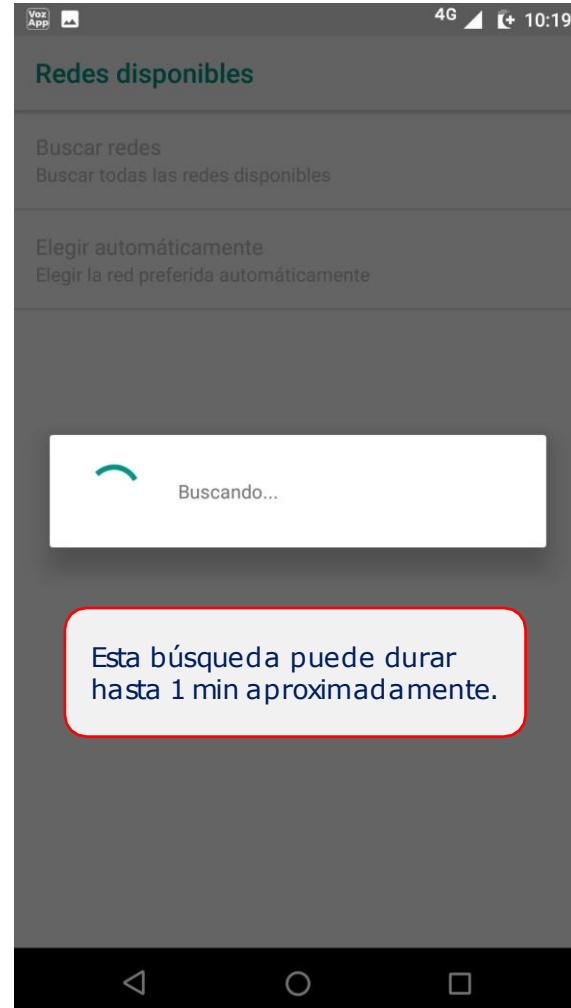 Voz
App
4G
10:19
Redes disponibles
Buscar redes
Buscar todas las redes disponibles
Elegir automáticamente
Elegir la red preferida automáticamente
Buscando...
Esta búsqueda puede durar
hasta 1 min aproximadamente.